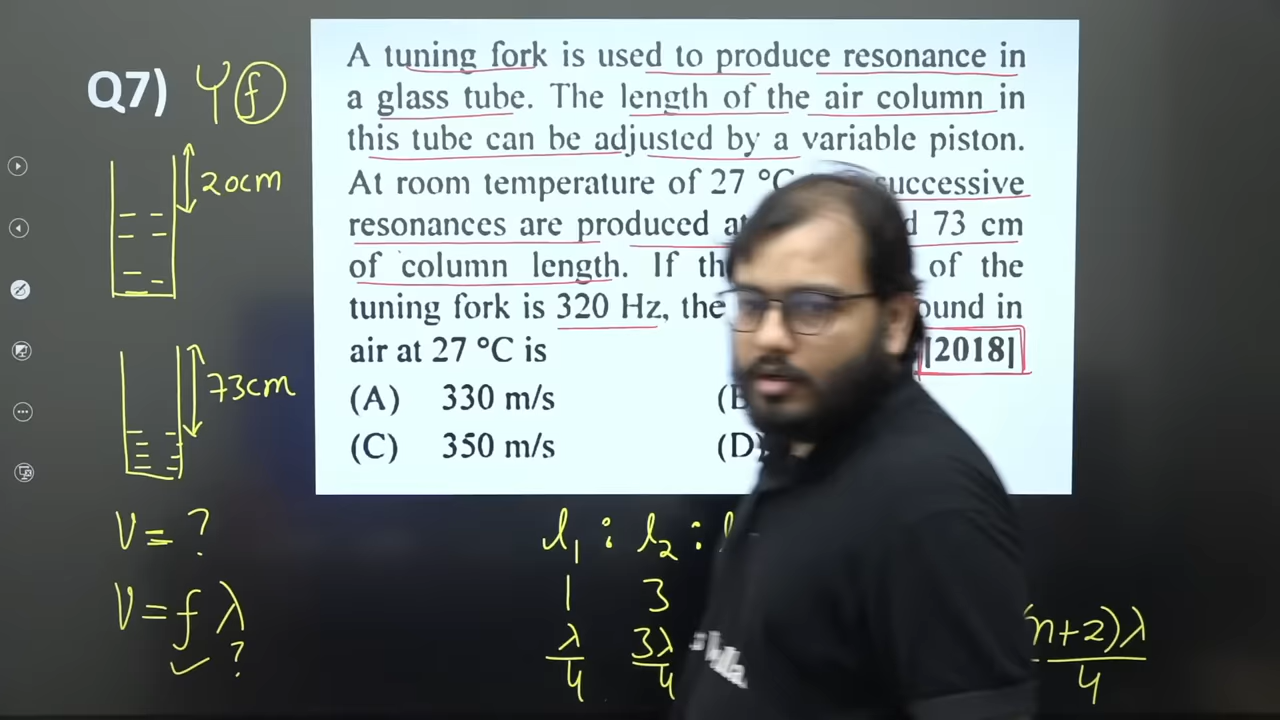 Q7) Y f
20cm
73cm
V = ?
V = f λ
?
A tuning fork is used to produce resonance in
a glass tube. The length of the air column in
this tube can be adjusted by a variable piston.
At room temperature of 27 °C successive
resonances are produced at 73 cm
of column length. If of the
tuning fork is 320 Hz, the in
air at 27 °C is [2018]
(A) 330 m/s
(C) 350 m/s (D)
l₁ : l₂ :
1 3
λ/4 3λ/4
n+2)λ/4